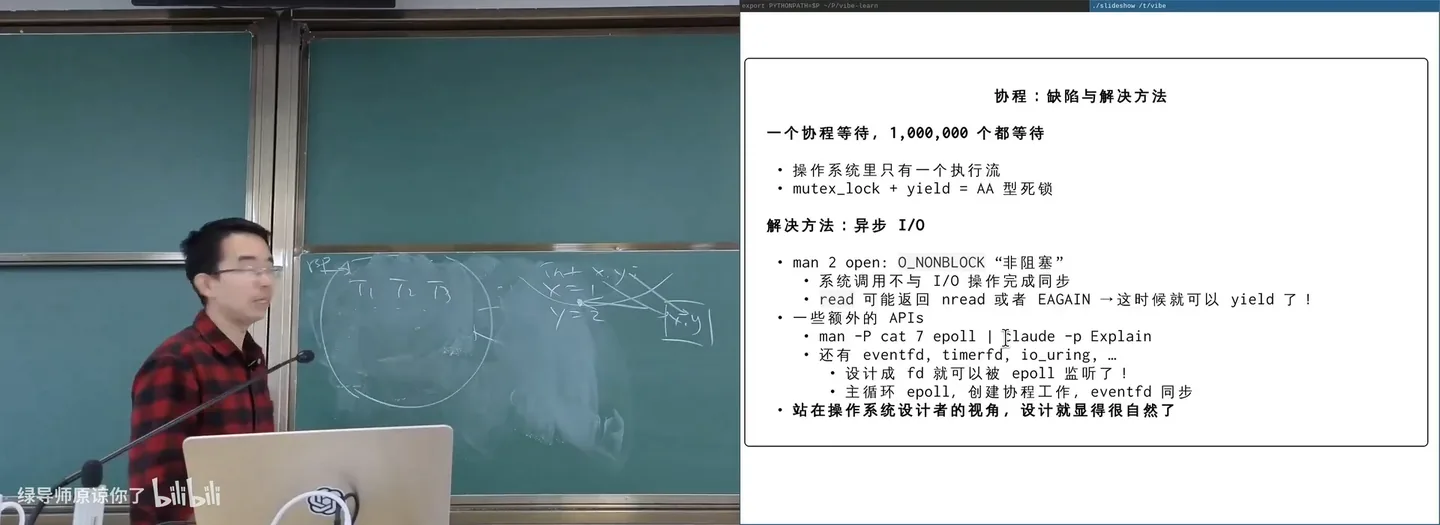 export PYTHONPATH=$P ~/P/vibe-learn
./slideshow /t/vibe
协程：缺陷与解决方法
一个协程等待，1,000,000 个都等待
• 操作系统里只有一个执行流
• mutex_lock + yield = AA 型死锁
解决方法：异步 I/O
• man 2 open: O_NONBLOCK “非阻塞”
• 系统调用不与 I/O 操作完成同步
• read 可能返回 nread 或者 EAGAIN →这时候就可以 yield 了！
• 一些额外的 APIs
• man -P cat 7 epoll | claude -p Explain
• 还有 eventfd, timerfd, io_uring, …
• 设计成 fd 就可以被 epoll 监听了！
• 主循环 epoll, 创建协程工作, eventfd 同步
• 站在操作系统设计者的视角，设计就显得很自然了
T1 T2 T3
int x,y=
x=1
y=2
x,y
绿导师原谅你了 bilibili